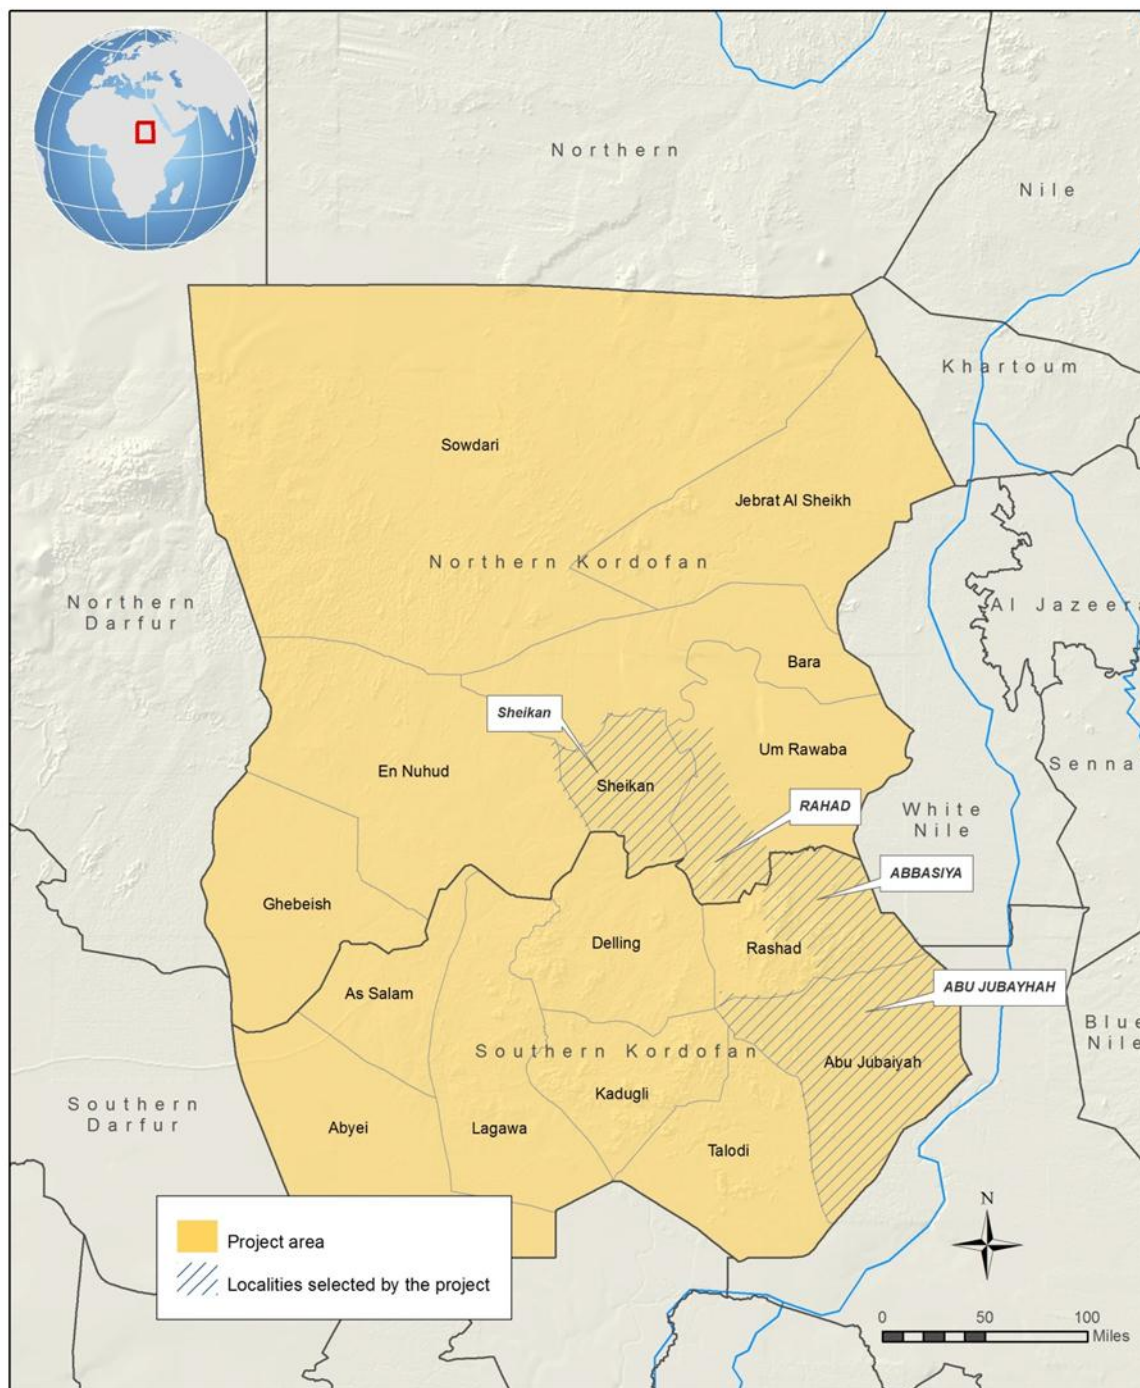 Northern
Nile
Khartoum
Sowdari
Jebrat Al Sheikh
Northern Kordofan
Northern
Darfur
Al Jazeera
Bara
Sheikan
Um Rawaba
En Nuhud
Sheikan
Senna
RAHAD
White
Nile
ABBASIYA
Ghebeish
Delling
Rashad
As Salam
ABU JUBAYHAH
Blue
Nile
Southern Kordofan
Abu Jubaiyah
Kadugli
Southern
Darfur
Abyei
Lagawa
Talodi
N
Project area
Localities selected by the project
0 50 100
Miles